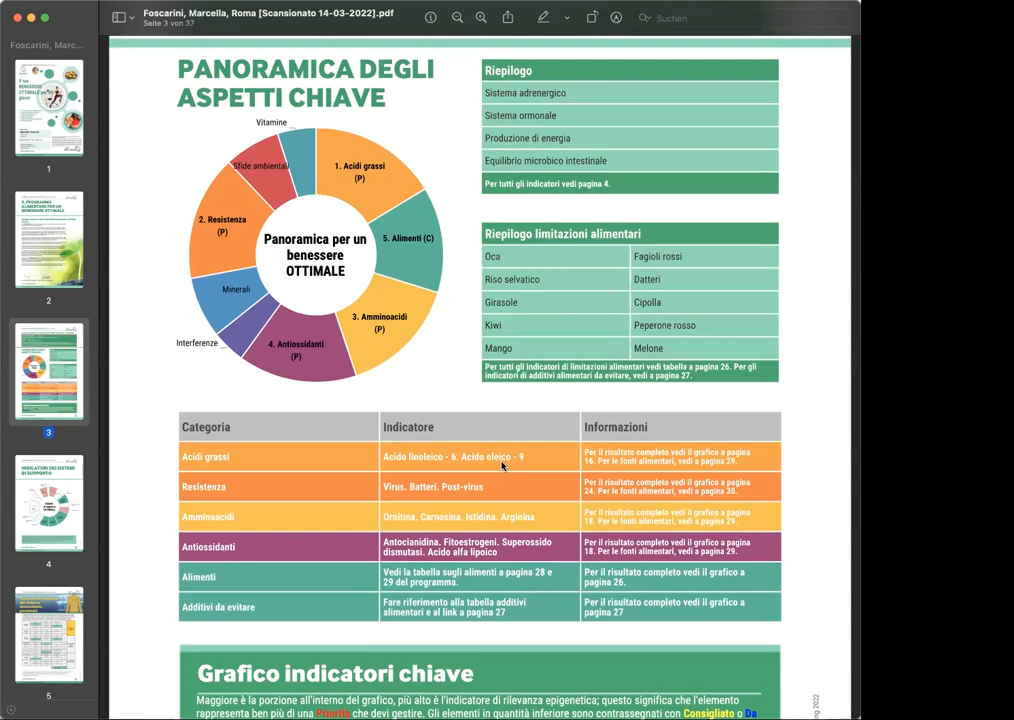 Foscarini, Marcella, Roma [Scansionato 14-03-2022].pdf
Seite 3 von 37
Suchen
Foscarini, Marc...
1
2
3
4
5
PANORAMICA DEGLI
ASPETTI CHIAVE
Vitamine
Sfide ambientali
1. Acidi grassi
(P)
2. Resistenza
(P)
5. Alimenti (C)
Panoramica per un
benessere
OTTIMALE
Minerali
3. Amminoacidi
(P)
Interferenze
4. Antiossidanti
(P)
Riepilogo
Sistema adrenergico
Sistema ormonale
Produzione di energia
Equilibrio microbico intestinale
Per tutti gli indicatori vedi pagina 4.
Riepilogo limitazioni alimentari
Oca Fagioli rossi
Riso selvatico Datteri
Girasole Cipolla
Kiwi Peperone rosso
Mango Melone
Per tutti gli indicatori di limitazioni alimentari vedi tabella a pagina 26. Per gli
indicatori di additivi alimentari da evitare, vedi a pagina 27.
Categoria Indicatore Informazioni
Acidi grassi Acido linoleico - 6. Acido oleico - 9 Per il risultato completo vedi il grafico a pagina
16. Per le fonti alimentari, vedi a pagina 29.
Resistenza Virus. Batteri. Post-virus Per il risultato completo vedi il grafico a pagina
24. Per le fonti alimentari, vedi a pagina 30.
Amminoacidi Ornitina. Carnosina. Istidina. Arginina Per il risultato completo vedi il grafico a pagina
18. Per le fonti alimentari, vedi a pagina 29.
Antiossidanti Antocianidina. Fitoestrogeni. Superossido
dismutasi. Acido alfa lipoico Per il risultato completo vedi il grafico a pagina
18. Per le fonti alimentari, vedi a pagina 29.
Alimenti Vedi la tabella sugli alimenti a pagina 28 e
29 del programma. Per il risultato completo vedi il grafico a
pagina 26.
Additivi da evitare Fare riferimento alla tabella additivi
alimentari e al link a pagina 27 Per il risultato completo vedi il grafico a
pagina 27
Grafico indicatori chiave
Maggiore è la porzione all'interno del grafico, più alto è l'indicatore di rilevanza epigenetica; questo significa che l'elemento
rappresenta ben più di una Priorità che devi gestire. Gli elementi in quantità inferiore sono contrassegnati con Consigliato o Da
2022